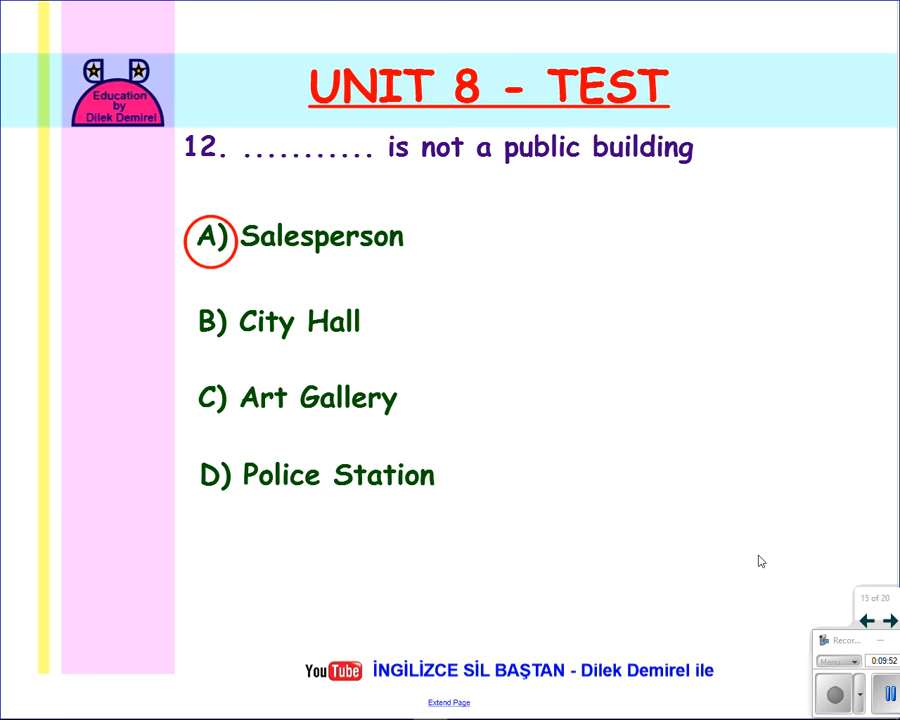 Education
by
Dilek Demirel
UNIT 8 - TEST
12. ........... is not a public building
A) Salesperson
B) City Hall
C) Art Gallery
D) Police Station
15 of 20
Recor...
Menu
0:09:52
YouTube İNGİLİZCE SİL BAŞTAN - Dilek Demirel ile
Extend Page